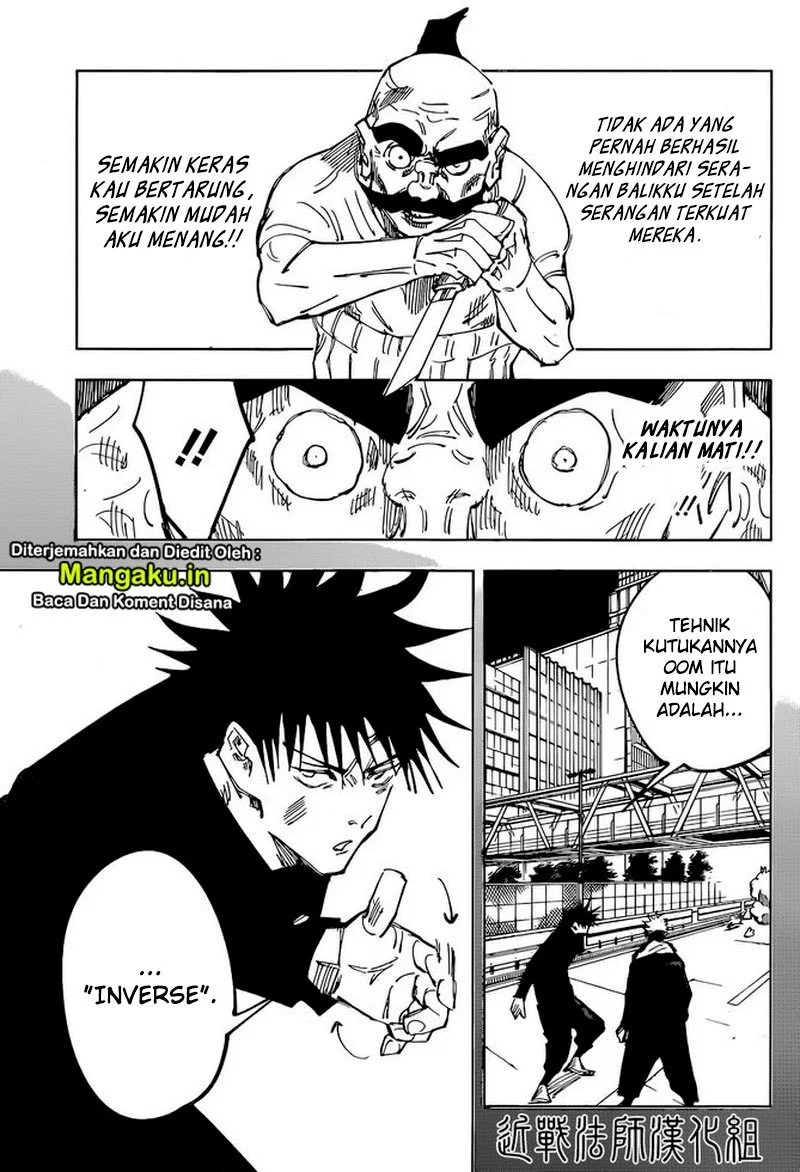 TIDAK ADA YANG
PERNAH BERHASIL
MENGHINDARI SERA-
NGAN BALIKKU SETELAH
SERANGAN TERKUAT
MEREKA.
SEMAKIN KERAS
KAU BERTARUNG,
SEMAKIN MUDAH
AKU MENANG!!
WAKTUNYA
KALIAN MATI!!
!!
!!
Diterjemahkan dan Diedit Oleh :
Mangaku.in
Baca Dan Koment Disana
TEHNIK
KUTUKANNYA
OOM ITU
MUNGKIN
ADALAH...
...
"INVERSE".
近戰法師漢化組